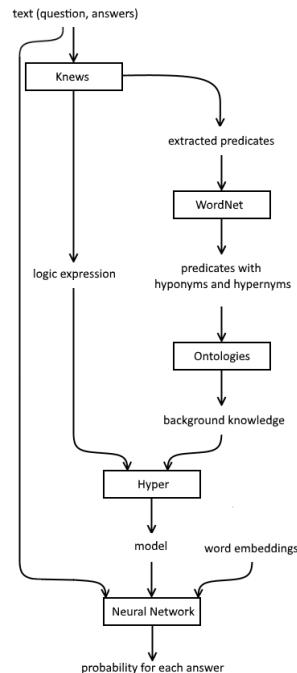 text (question, answers)
Knews
extracted predicates
WordNet
logic expression
predicates with
hyponyms and hypernyms
Ontologies
background knowledge
Hyper
model
word embeddings
Neural Network
probability for each answer